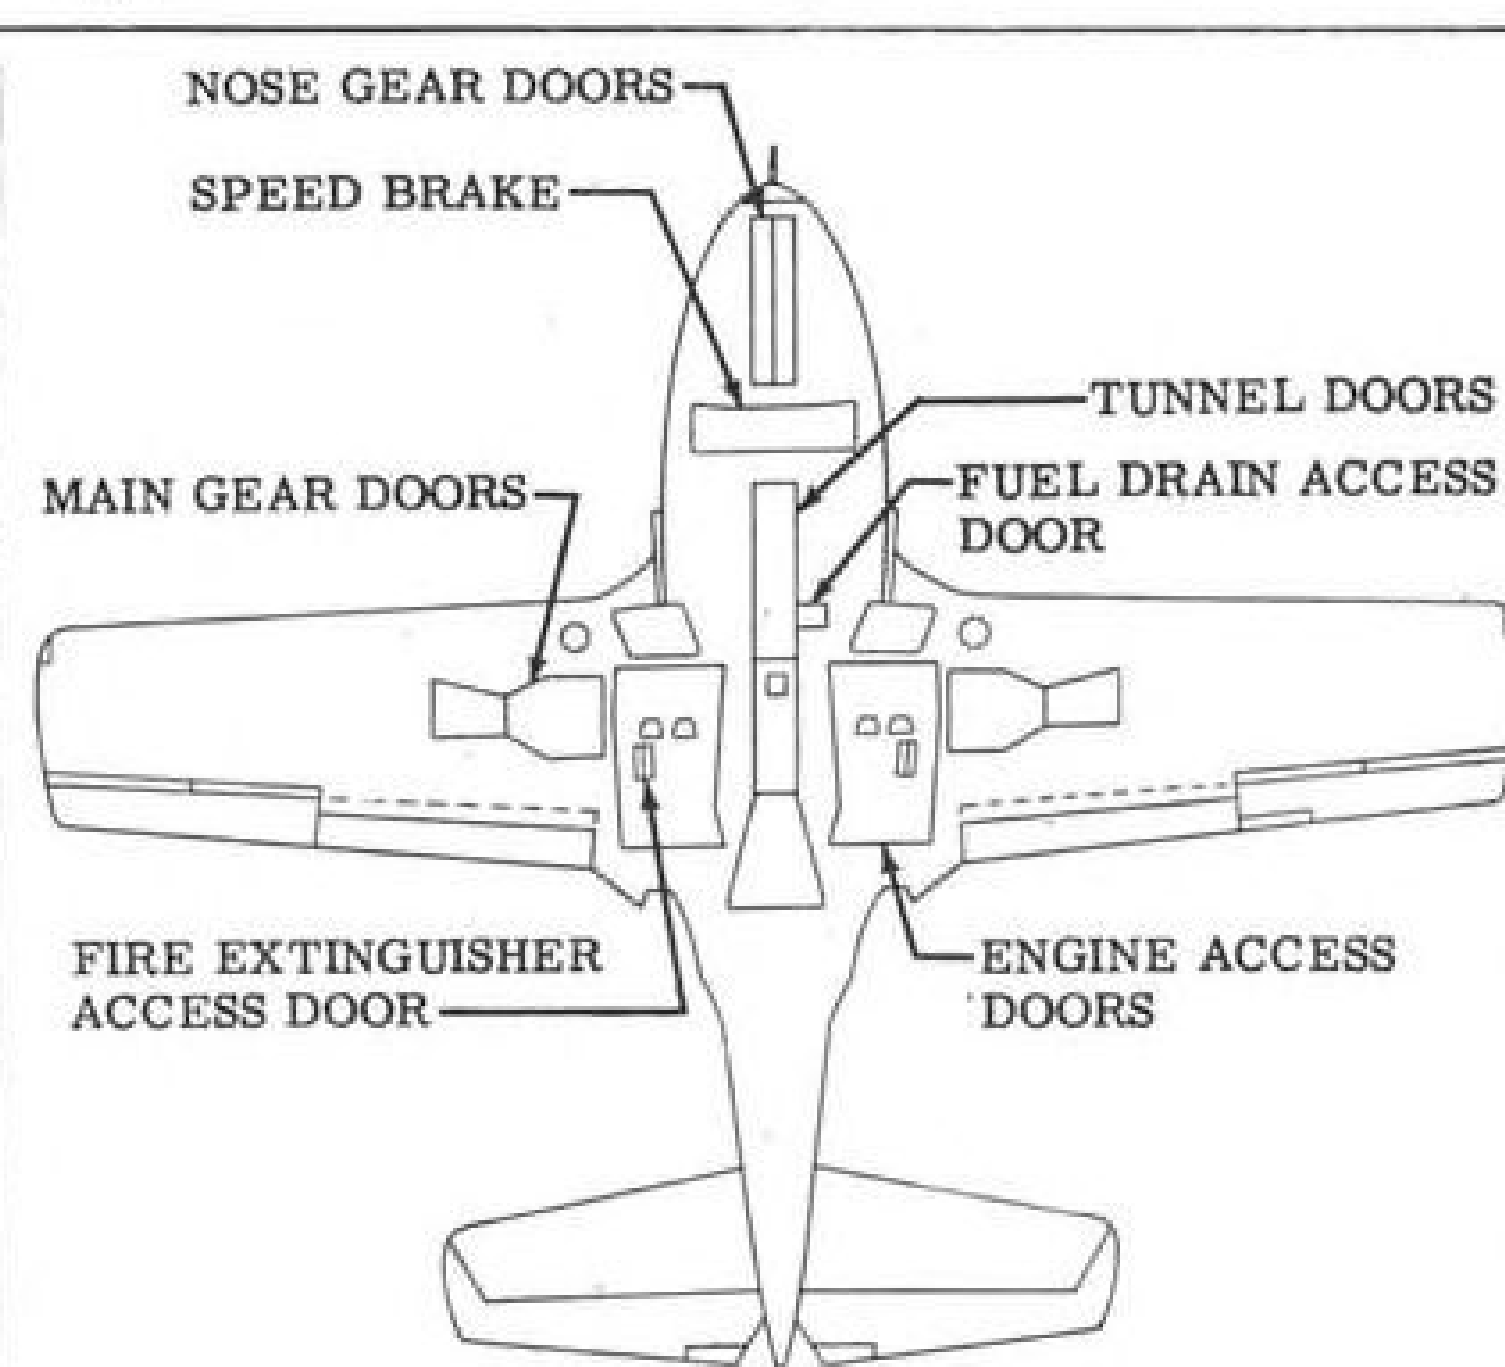 NOSE GEAR DOORS
SPEED BRAKE
TUNNEL DOORS
MAIN GEAR DOORS
FUEL DRAIN ACCESS
DOOR
FIRE EXTINGUISHER
ACCESS DOOR
ENGINE ACCESS
DOORS